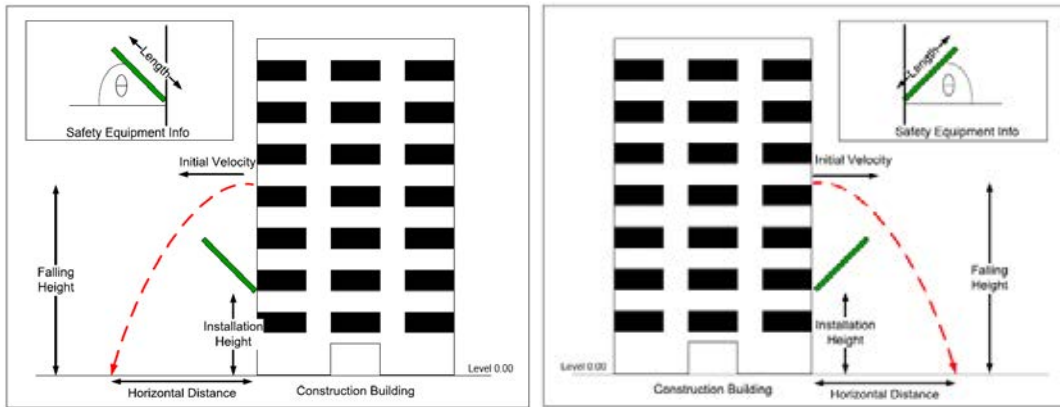 Length
θ
Safety Equipment Info
Initial Velocity
Falling
Height
Installation
Height
Level 0.00
Horizontal Distance
Construction Building
Length
θ
Safety Equipment Info
Initial Velocity
Falling
Height
Installation
Height
Level 0.00
Construction Building
Horizontal Distance